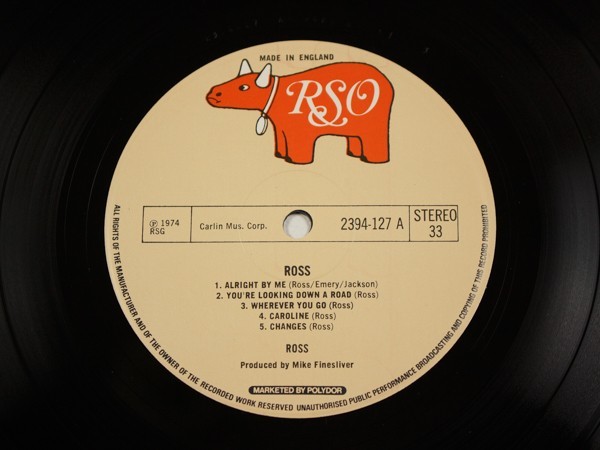 MADE IN ENGLAND
RSO
℗ 1974
RSG
Carlin Mus. Corp.
2394-127 A
STEREO
33
ROSS
1. ALRIGHT BY ME (Ross/Emery/Jackson)
2. YOU'RE LOOKING DOWN A ROAD (Ross)
3. WHEREVER YOU GO (Ross)
4. CAROLINE (Ross)
5. CHANGES (Ross)
ROSS
Produced by Mike Finesliver
MARKETED BY POLYDOR
ALL RIGHTS OF THE MANUFACTURER AND OF THE OWNER OF THE RECORDED WORK RESERVED UNAUTHORISED PUBLIC PERFORMANCE BROADCASTING AND COPYING OF THIS RECORD PROHIBITED